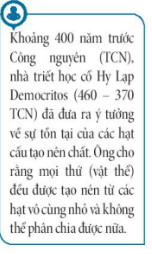 Khoảng 400 năm trước
Công nguyên (TCN),
nhà triết học cổ Hy Lạp
Democritos (460 – 370
TCN) đã đưa ra ý tưởng
về sự tồn tại của các hạt
cấu tạo nên chất. Ông cho
rằng mọi thứ (vật thể)
đều được tạo nên từ các
hạt vô cùng nhỏ và không
thể phân chia được nữa.